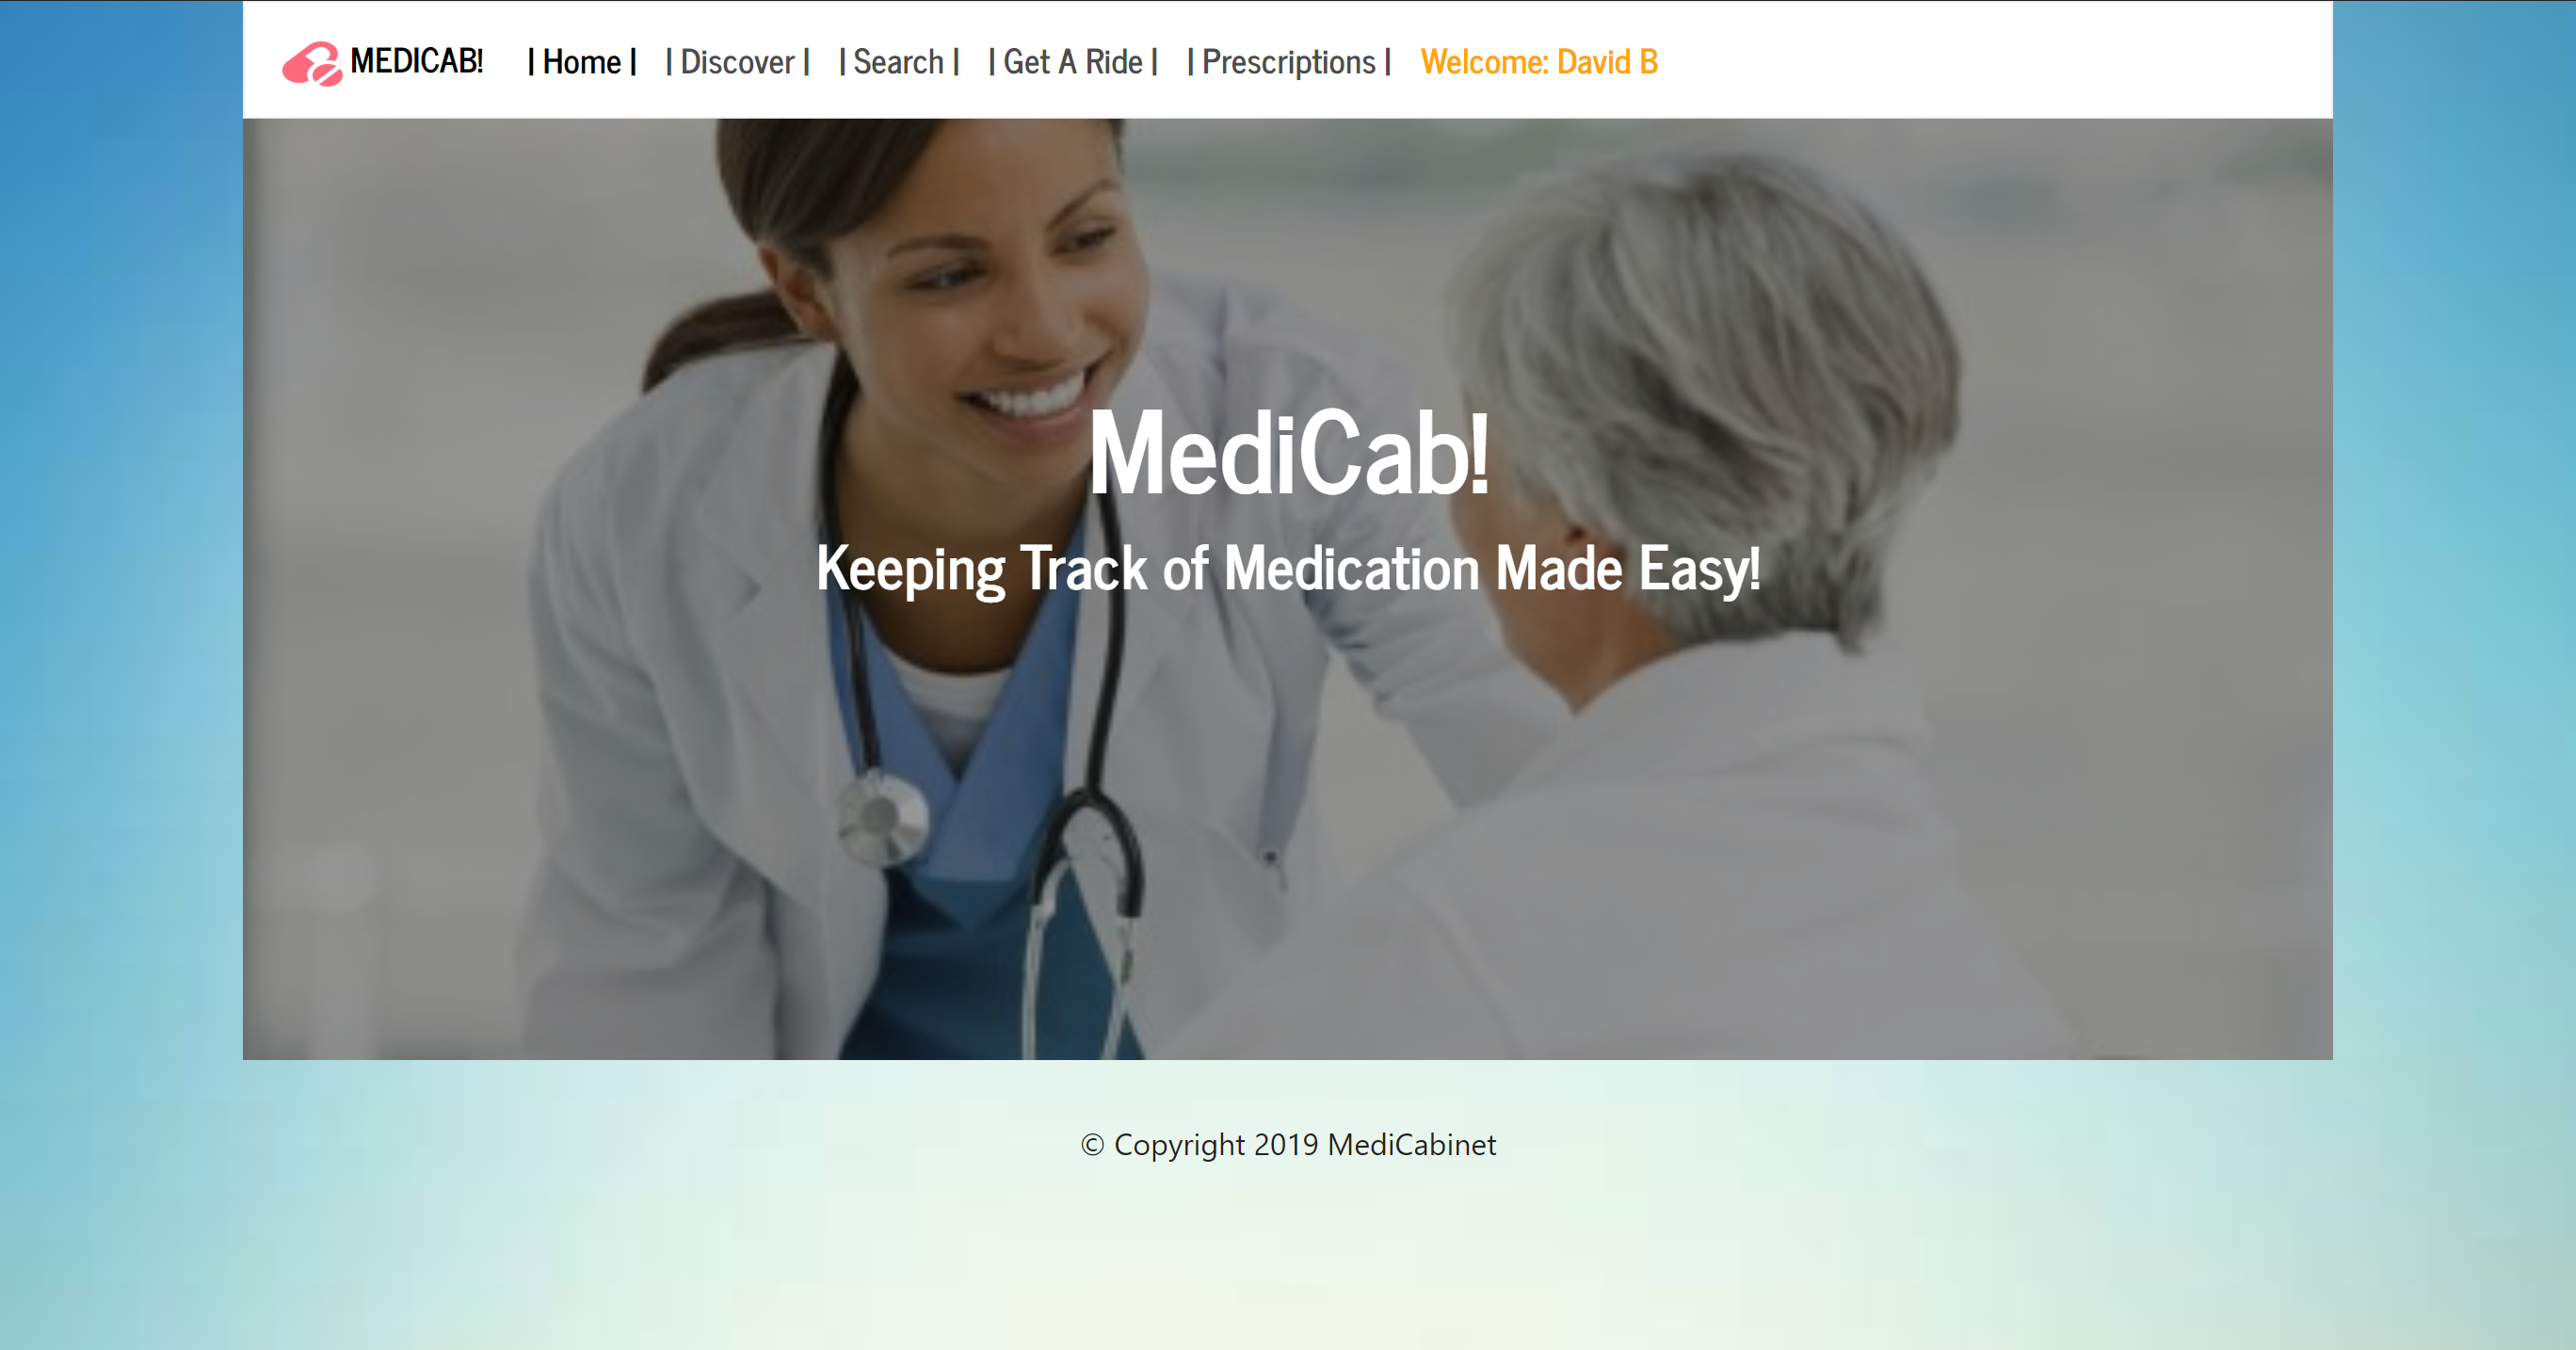 MEDICAB! | Home | | Discover | | Search | | Get A Ride | | Prescriptions | Welcome: David B
MediCab!
Keeping Track of Medication Made Easy!
© Copyright 2019 MediCabinet